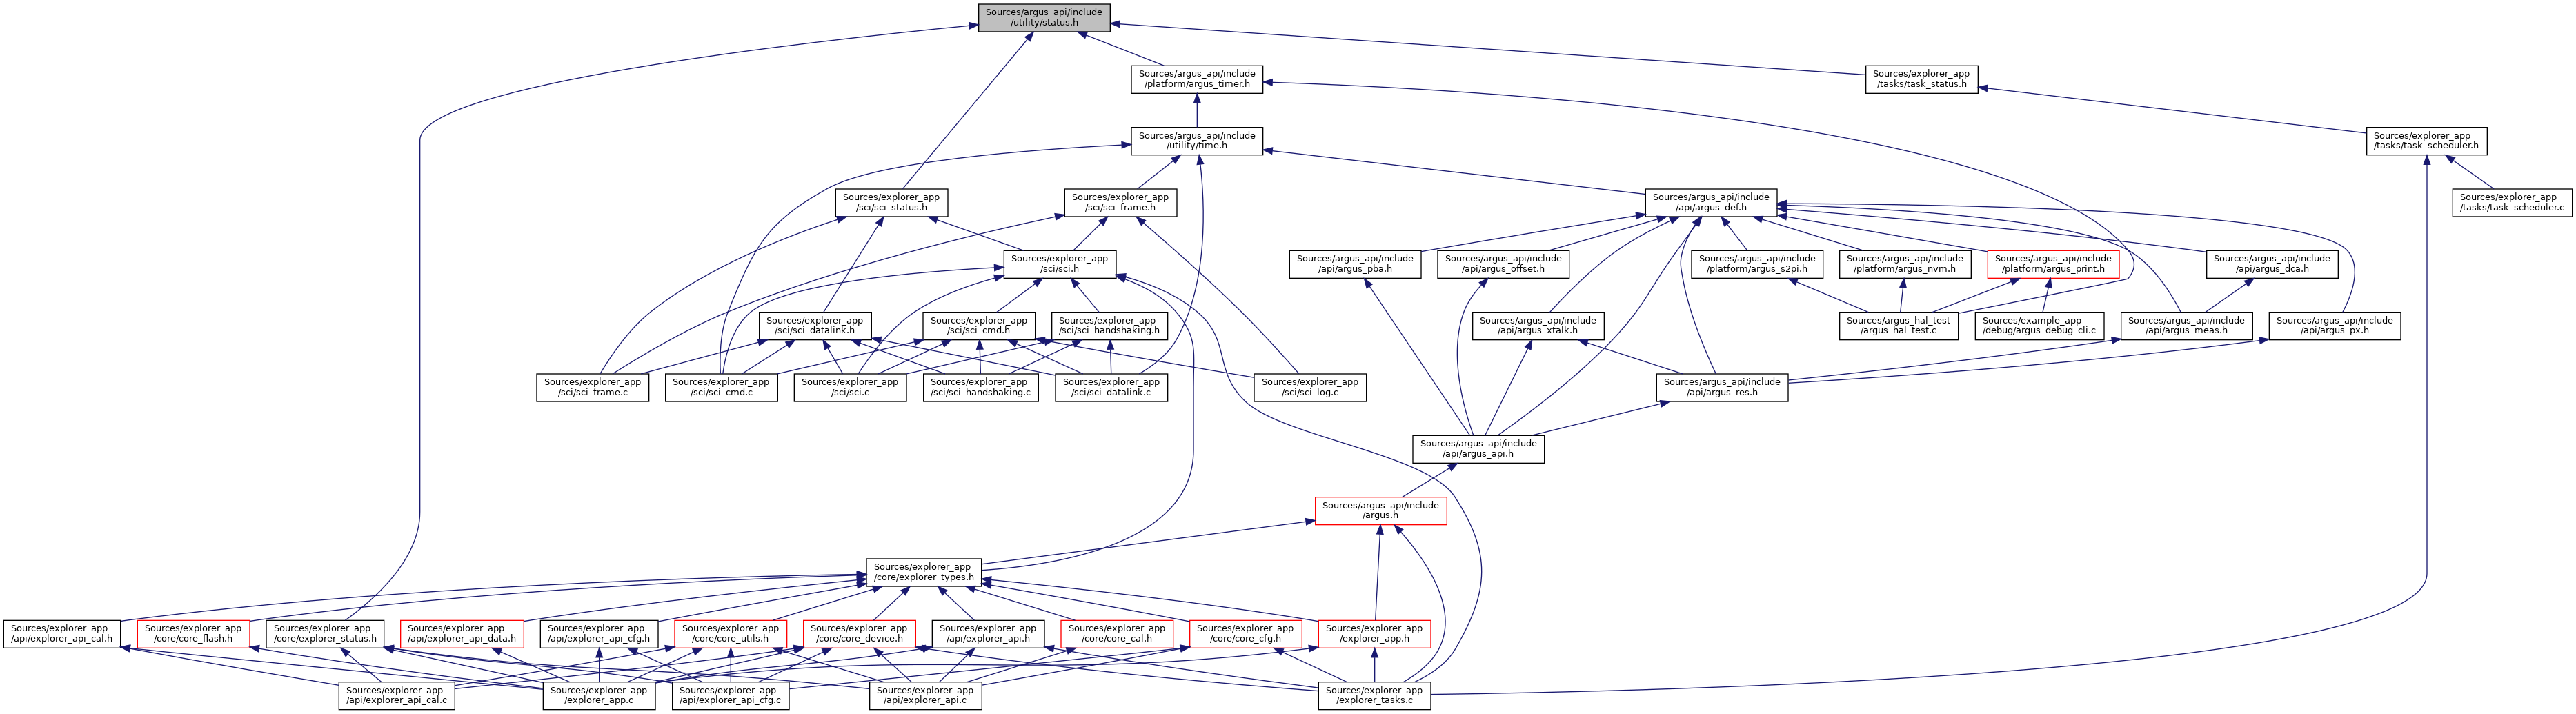 Sources/argus_api/include
/utility/status.h
Sources/argus_api/include
/platform/argus_timer.h
Sources/explorer_app
/tasks/task_status.h
Sources/argus_api/include
/utility/time.h
Sources/explorer_app
/tasks/task_scheduler.h
Sources/explorer_app
/sci/sci_status.h
Sources/explorer_app
/sci/sci_frame.h
Sources/argus_api/include
/api/argus_def.h
Sources/explorer_app
/tasks/task_scheduler.c
Sources/explorer_app
/sci/sci.h
Sources/argus_api/include
/api/argus_pba.h
Sources/argus_api/include
/api/argus_offset.h
Sources/argus_api/include
/platform/argus_s2pi.h
Sources/argus_api/include
/platform/argus_nvm.h
Sources/argus_api/include
/platform/argus_print.h
Sources/argus_api/include
/api/argus_dca.h
Sources/explorer_app
/sci/sci_datalink.h
Sources/explorer_app
/sci/sci_cmd.h
Sources/explorer_app
/sci/sci_handshaking.h
Sources/argus_api/include
/api/argus_xtalk.h
Sources/argus_hal_test
/argus_hal_test.c
Sources/example_app
/debug/argus_debug_cli.c
Sources/argus_api/include
/api/argus_meas.h
Sources/argus_api/include
/api/argus_px.h
Sources/explorer_app
/sci/sci_frame.c
Sources/explorer_app
/sci/sci_cmd.c
Sources/explorer_app
/sci/sci.c
Sources/explorer_app
/sci/sci_handshaking.c
Sources/explorer_app
/sci/sci_datalink.c
Sources/explorer_app
/sci/sci_log.c
Sources/argus_api/include
/api/argus_res.h
Sources/argus_api/include
/api/argus_api.h
Sources/argus_api/include
/argus.h
Sources/explorer_app
/core/explorer_types.h
Sources/explorer_app
/api/explorer_api_cal.h
Sources/explorer_app
/core/core_flash.h
Sources/explorer_app
/core/explorer_status.h
Sources/explorer_app
/api/explorer_api_data.h
Sources/explorer_app
/api/explorer_api_cfg.h
Sources/explorer_app
/core/core_utils.h
Sources/explorer_app
/core/core_device.h
Sources/explorer_app
/api/explorer_api.h
Sources/explorer_app
/core/core_cal.h
Sources/explorer_app
/core/core_cfg.h
Sources/explorer_app
/explorer_app.h
Sources/explorer_app
/api/explorer_api_cal.c
Sources/explorer_app
/explorer_app.c
Sources/explorer_app
/api/explorer_api_cfg.c
Sources/explorer_app
/api/explorer_api.c
Sources/explorer_app
/explorer_tasks.c